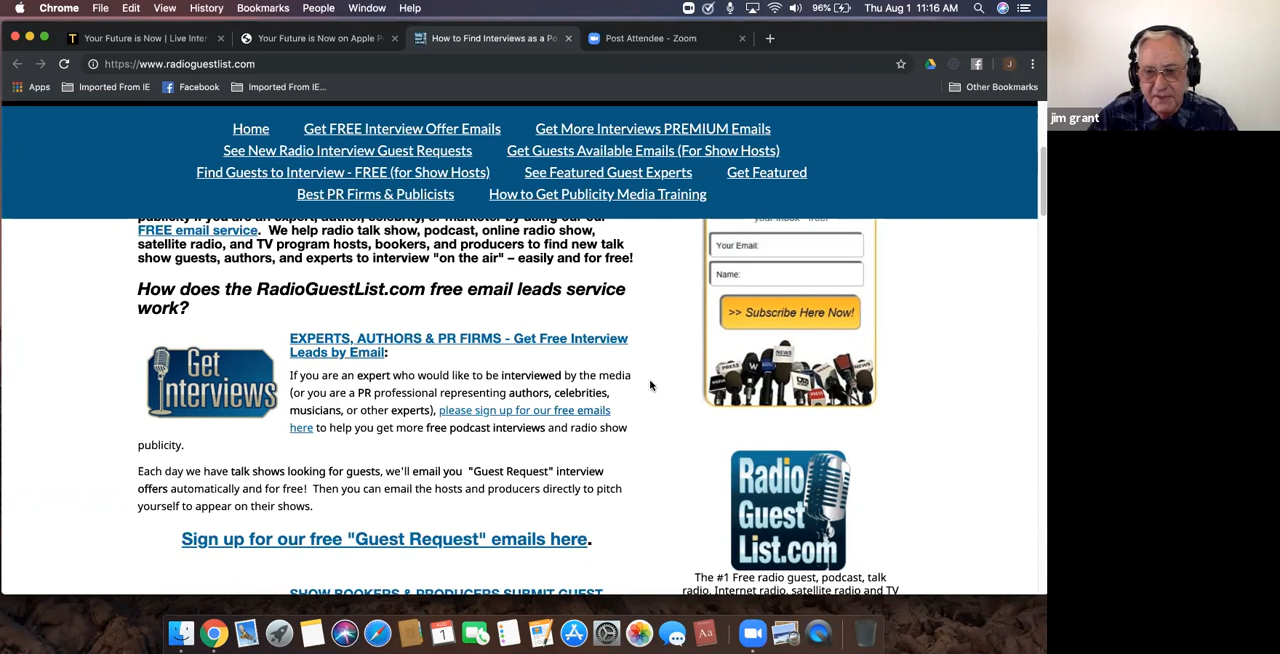 Chrome File Edit View History Bookmarks People Window Help 96% Thu Aug 1 11:16 AM
Your Future is Now | Live Inter Your Future is Now on Apple P How to Find Interviews as a Po Post Attendee - Zoom
https://www.radioguestlist.com
Apps Imported From IE Facebook Imported From IE... Other Bookmarks
jim grant
Home Get FREE Interview Offer Emails Get More Interviews PREMIUM Emails
See New Radio Interview Guest Requests Get Guests Available Emails (For Show Hosts)
Find Guests to Interview - FREE (for Show Hosts) See Featured Guest Experts Get Featured
Best PR Firms & Publicists How to Get Publicity Media Training
publicity if you are an expert, author, celebrity, or marketer by using our
FREE email service. We help radio talk show, podcast, online radio show,
satellite radio, and TV program hosts, bookers, and producers to find new talk
show guests, authors, and experts to interview "on the air" – easily and for free!
How does the RadioGuestList.com free email leads service
work?
Get
Interviews
EXPERTS, AUTHORS & PR FIRMS - Get Free Interview
Leads by Email:
If you are an expert who would like to be interviewed by the media
(or you are a PR professional representing authors, celebrities,
musicians, or other experts), please sign up for our free emails
here to help you get more free podcast interviews and radio show
publicity.
Each day we have talk shows looking for guests, we'll email you "Guest Request" interview
offers automatically and for free! Then you can email the hosts and producers directly to pitch
yourself to appear on their shows.
Sign up for our free "Guest Request" emails here.
SHOW BOOKERS & PRODUCERS SUBMIT GUEST
your inbox - free!
Your Email:
Name:
>> Subscribe Here Now!
NEWS
Radio
Guest
List.com
The #1 Free radio guest, podcast, talk
radio, Internet radio, satellite radio and TV